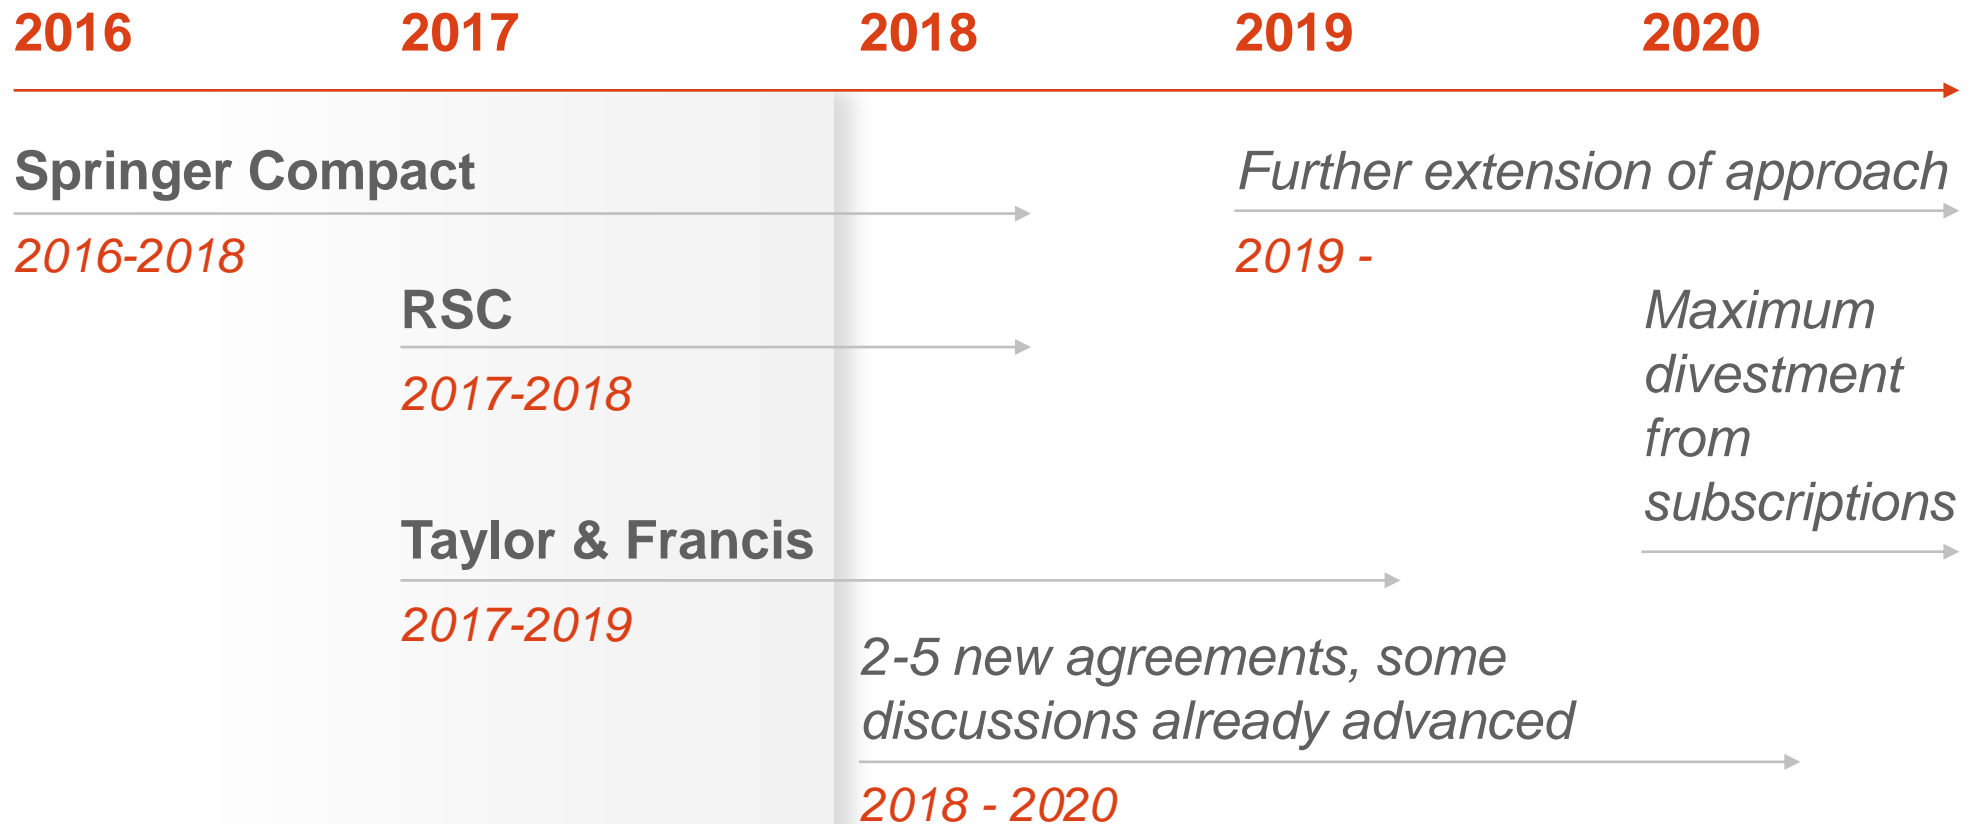 2016 2017 2018 2019 2020
Springer Compact
2016-2018
Further extension of approach
2019 -
RSC
2017-2018
Maximum
divestment
from
subscriptions
Taylor & Francis
2017-2019
2-5 new agreements, some
discussions already advanced
2018 - 2020